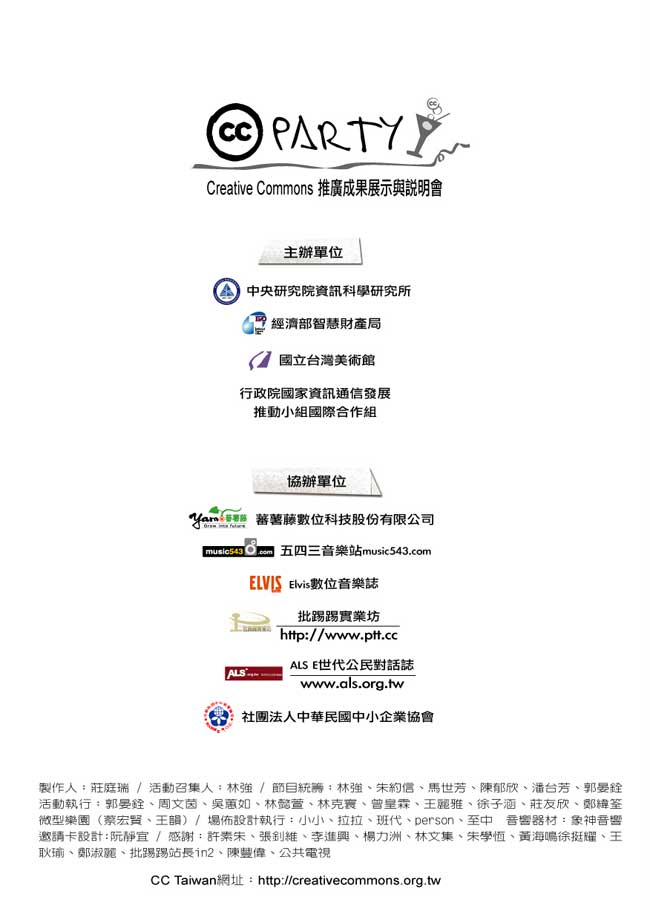 cc PARTY cc
Creative Commons 推廣成果展示與説明會
主辦單位
中央研究院資訊科學研究所
經濟部智慧財產局
國立台灣美術館
行政院國家資訊通信發展
推動小組國際合作組
協辦單位
yam 蕃薯藤 蕃薯藤數位科技股份有限公司
Grow into future
music543.com 五四三音樂站music543.com
ELVIS Elvis數位音樂誌
批踢踢實業坊
http://www.ptt.cc
ALS ALS E世代公民對話誌
www.als.org.tw
社團法人中華民國中小企業協會
製作人：莊庭瑞 / 活動召集人：林強 / 節目統籌：林強、朱約信、馬世芳、陳郁欣、潘台芳、郭晏銓
活動執行：郭晏銓、周文茵、吳蕙如、林懿萱、林克寰、曾皇霖、王麗雅、徐子涵、莊友欣、鄭緯筌
微型樂園（蔡宏賢、王韻）/ 場佈設計執行：小小、拉拉、班代、person、至中 音響器材：象神音響
邀請卡設計:阮靜宜 / 感謝：許素朱、張釗維、李進興、楊力洲、林文集、朱學恆、黃海鳴徐挺耀、王
耿瑜、鄭淑麗、批踢踢站長in2、陳豐偉、公共電視
CC Taiwan網址：http://creativecommons.org.tw